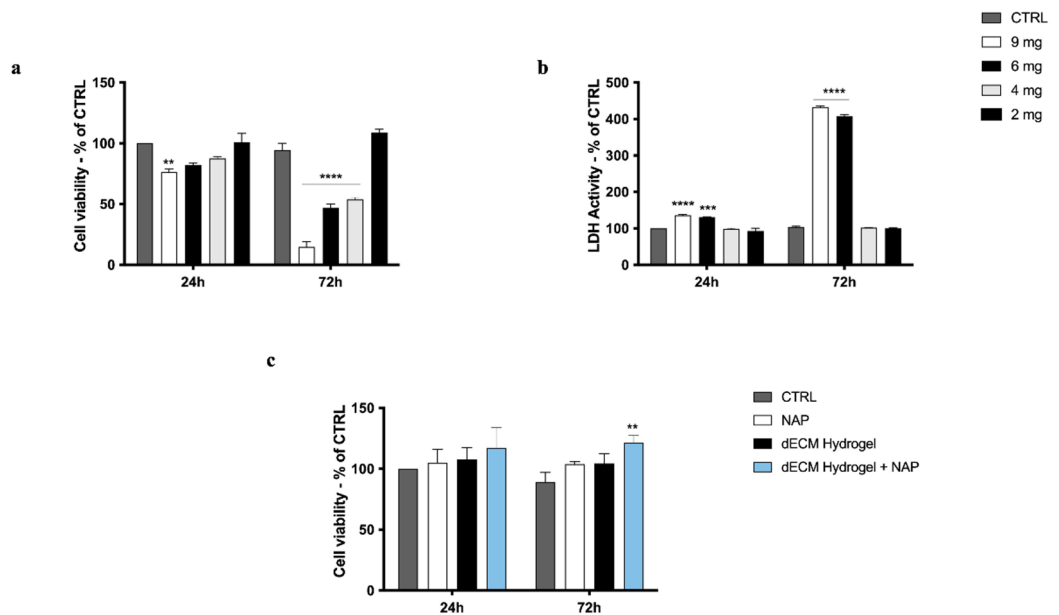 CTRL
9 mg
6 mg
4 mg
2 mg
a
Cell viability - % of CTRL
150
100
50
0
**
****
24h
72h
b
LDH Activity - % of CTRL
500
400
300
200
100
0
****
***
****
24h
72h
c
Cell viability - % of CTRL
150
100
50
0
**
24h
72h
CTRL
NAP
dECM Hydrogel
dECM Hydrogel + NAP